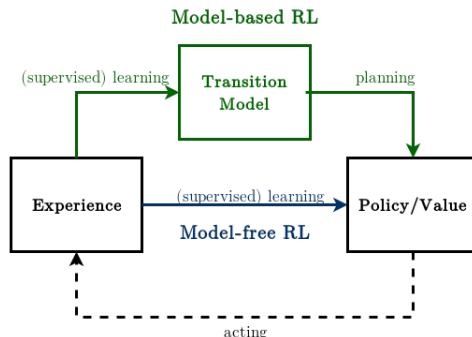 Model-based RL
(supervised) learning
Transition
Model
planning
Experience
(supervised) learning
Policy/Value
Model-free RL
acting